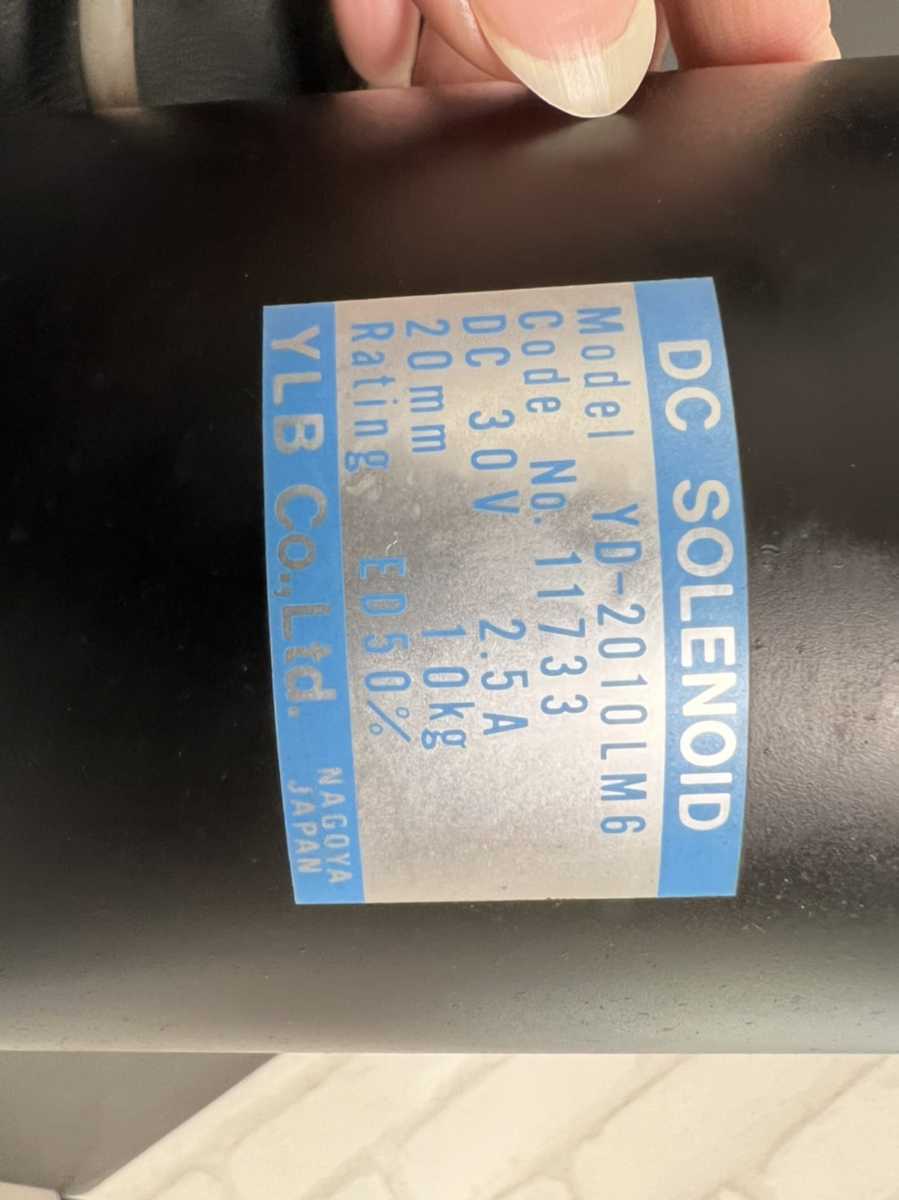 DC SOLENOID
Model YD-2010LM6
Code No. 11733
DC 30V 2.5A
20mm 10kg
Rating ED50%
YLB Co.,Ltd. NAGOYA JAPAN